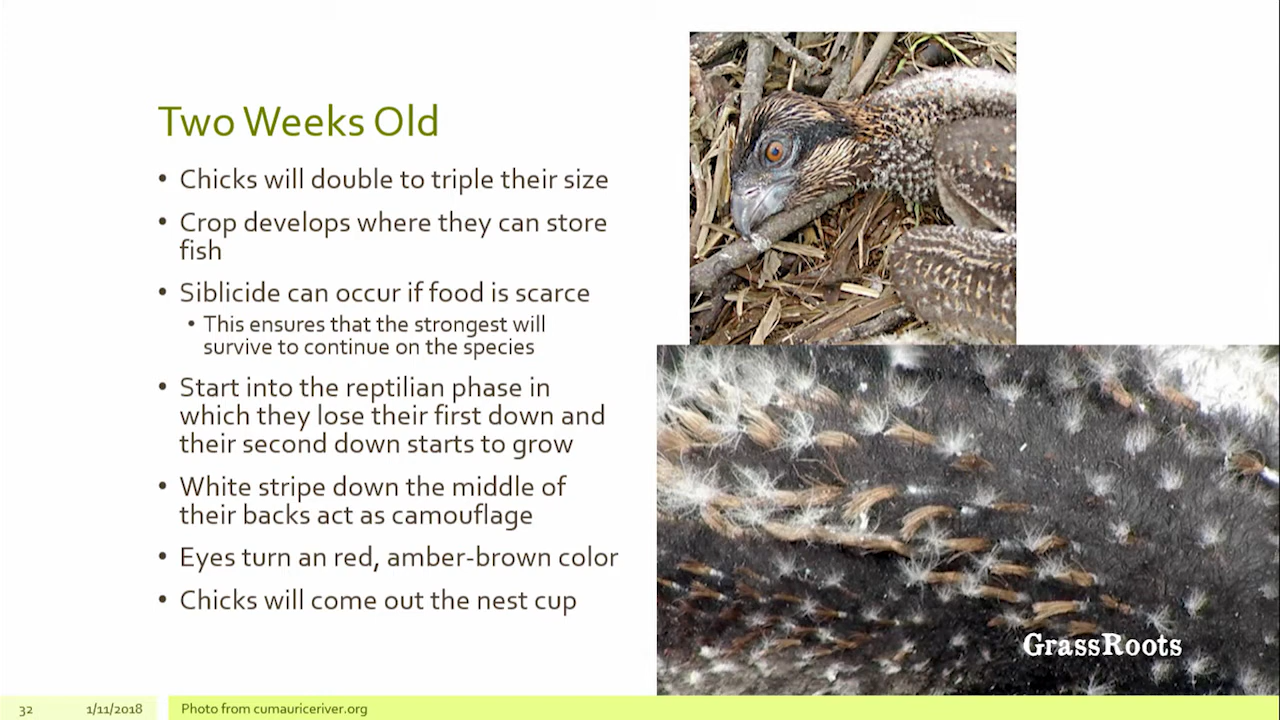 Two Weeks Old
• Chicks will double to triple their size
• Crop develops where they can store
fish
• Siblicide can occur if food is scarce
• This ensures that the strongest will
survive to continue on the species
• Start into the reptilian phase in
which they lose their first down and
their second down starts to grow
• White stripe down the middle of
their backs act as camouflage
• Eyes turn an red, amber-brown color
• Chicks will come out the nest cup
GrassRoots
32 1/11/2018 Photo from cumauriceriver.org